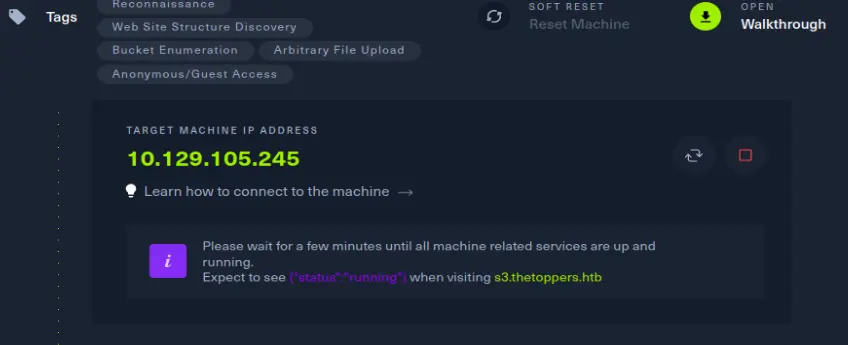 Reconnaissance
Tags
Web Site Structure Discovery
Bucket Enumeration
Arbitrary File Upload
Anonymous/Guest Access
SOFT RESET
Reset Machine
OPEN
Walkthrough
TARGET MACHINE IP ADDRESS
10.129.105.245
Learn how to connect to the machine →
i
Please wait for a few minutes until all machine related services are up and
running.
Expect to see {"status":"running"} when visiting s3.thetoppers.htb